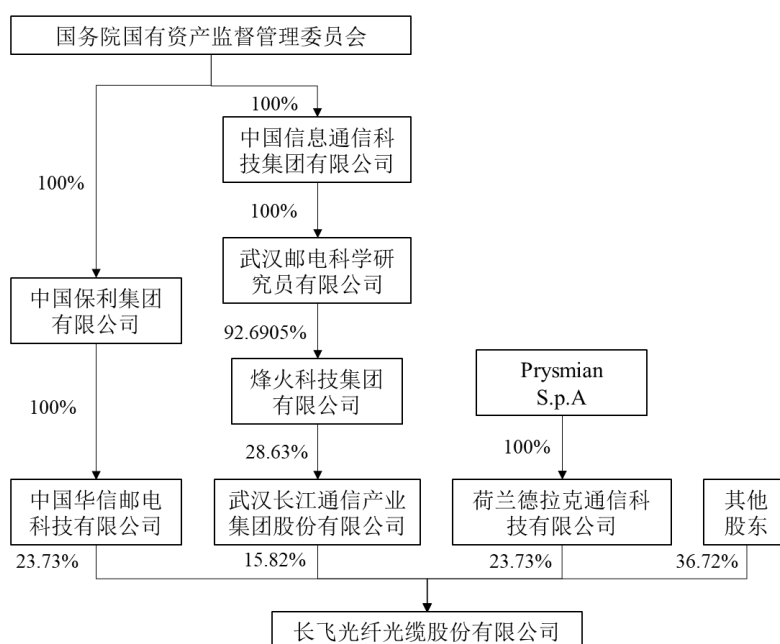 国务院国有资产监督管理委员会
100%
中国信息通信科
技集团有限公司
100%
100%
武汉邮电科学研
究员有限公司
中国保利集团
有限公司
92.6905%
烽火科技集团
有限公司
Prysmian
S.p.A
100%
28.63%
100%
中国华信邮电
科技有限公司
武汉长江通信产业
集团股份有限公司
荷兰德拉克通信科
技有限公司
其他
股东
23.73%
15.82%
23.73%
36.72%
长飞光纤光缆股份有限公司